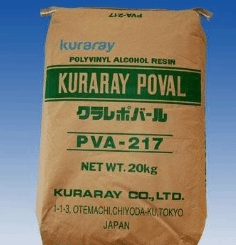 kuraray
POLYVINYL ALCOHOL RESIN
KURARAY POVAL
クラレポバール
PVA-217
NET WT. 20kg
KURARAY CO., LTD.
1-1-3, OTEMACHI, CHIYODA-KU, TOKYO
JAPAN